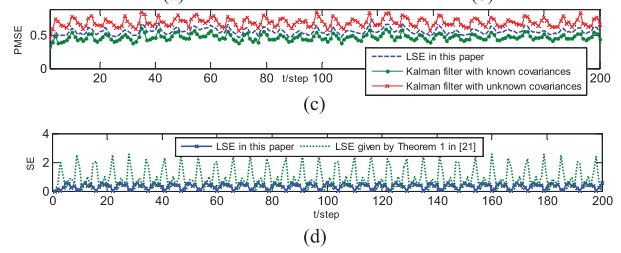 PMSE
0.5
0
20
40
60
80
t/step
100
200
LSE in this paper
Kalman filter with known covariances
Kalman filter with unknown covariances
(c)
SE
4
2
0
LSE in this paper
LSE given by Theorem 1 in [21]
0 20 40 60 80 100 120 140 160 180 200
t/step
(d)